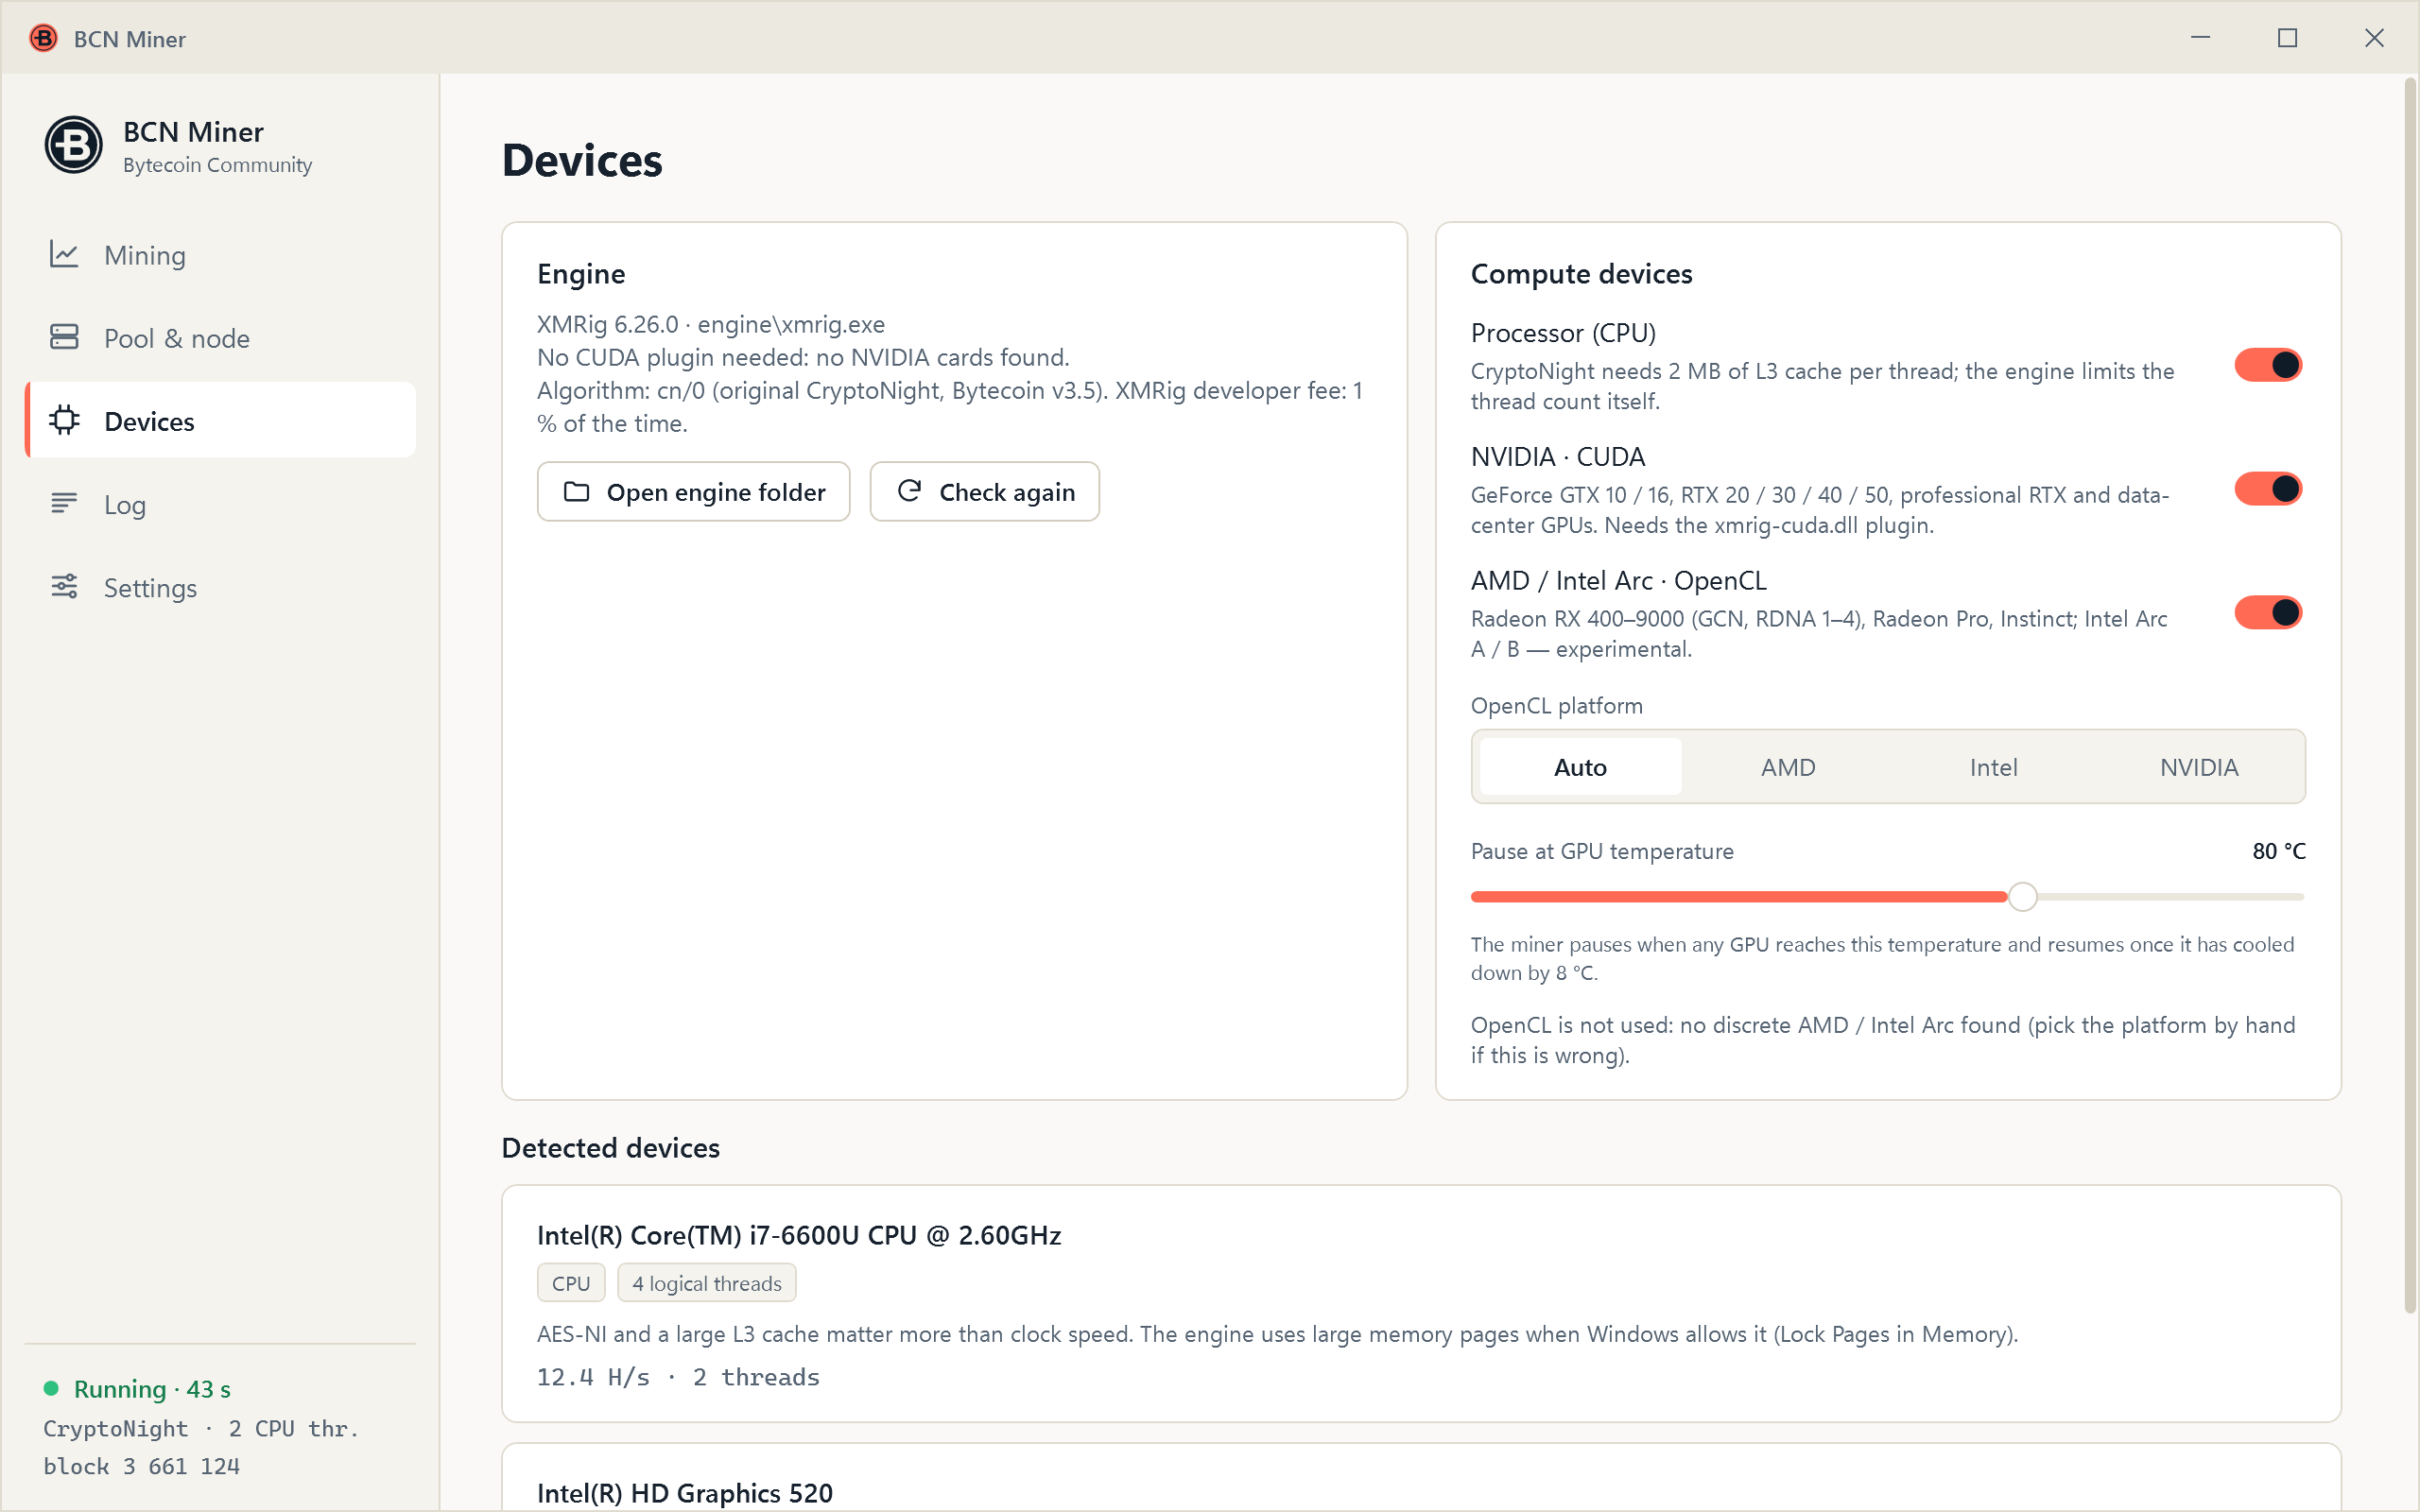 BCN Miner
BCN Miner
Bytecoin Community
Mining
Pool & node
Devices
Log
Settings
Running · 43 s
CryptoNight · 2 CPU thr.
block 3 661 124
Devices
Engine
XMRig 6.26.0 · engine\xmrig.exe
No CUDA plugin needed: no NVIDIA cards found.
Algorithm: cn/0 (original CryptoNight, Bytecoin v3.5). XMRig developer fee: 1
% of the time.
Open engine folder
Check again
Compute devices
Processor (CPU)
CryptoNight needs 2 MB of L3 cache per thread; the engine limits the
thread count itself.
NVIDIA · CUDA
GeForce GTX 10 / 16, RTX 20 / 30 / 40 / 50, professional RTX and data-
center GPUs. Needs the xmrig-cuda.dll plugin.
AMD / Intel Arc · OpenCL
Radeon RX 400–9000 (GCN, RDNA 1–4), Radeon Pro, Instinct; Intel Arc
A / B — experimental.
OpenCL platform
Auto AMD Intel NVIDIA
Pause at GPU temperature 80 °C
The miner pauses when any GPU reaches this temperature and resumes once it has cooled
down by 8 °C.
OpenCL is not used: no discrete AMD / Intel Arc found (pick the platform by hand
if this is wrong).
Detected devices
Intel(R) Core(TM) i7-6600U CPU @ 2.60GHz
CPU 4 logical threads
AES-NI and a large L3 cache matter more than clock speed. The engine uses large memory pages when Windows allows it (Lock Pages in Memory).
12.4 H/s · 2 threads
Intel(R) HD Graphics 520